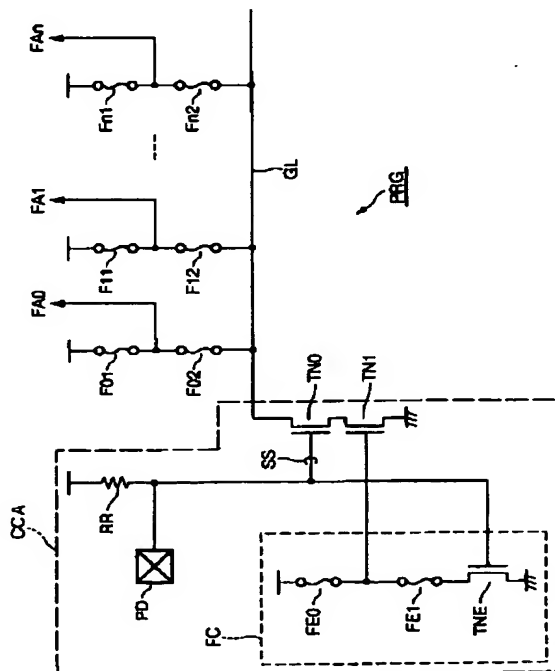 FA0
FA1
FAn
F01
F11
Fn1
F02
F12
Fn2
GL
PRG
CCA
RR
PD
SS
TN0
TN1
FC
FE0
FE1
TNE